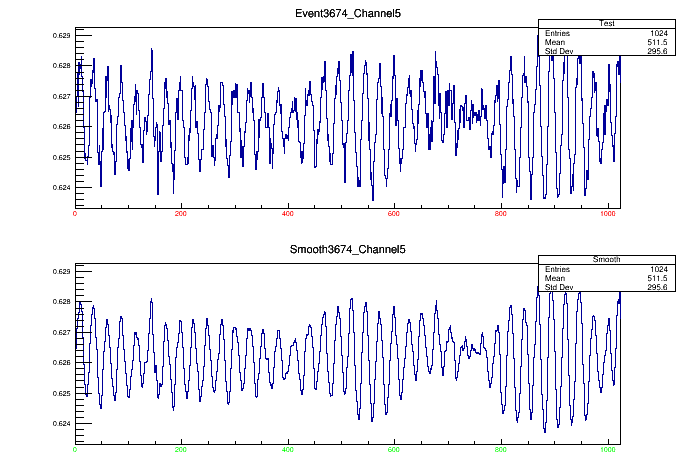 Event3674_Channel5
Test
Entries 1024
Mean 511.5
Std Dev 295.6
0.629
0.628
0.627
0.626
0.625
0.624
0 200 400 600 800 1000
Smooth3674_Channel5
Smooth
Entries 1024
Mean 511.5
Std Dev 295.6
0.629
0.628
0.627
0.626
0.625
0.624
0 200 400 600 800 1000